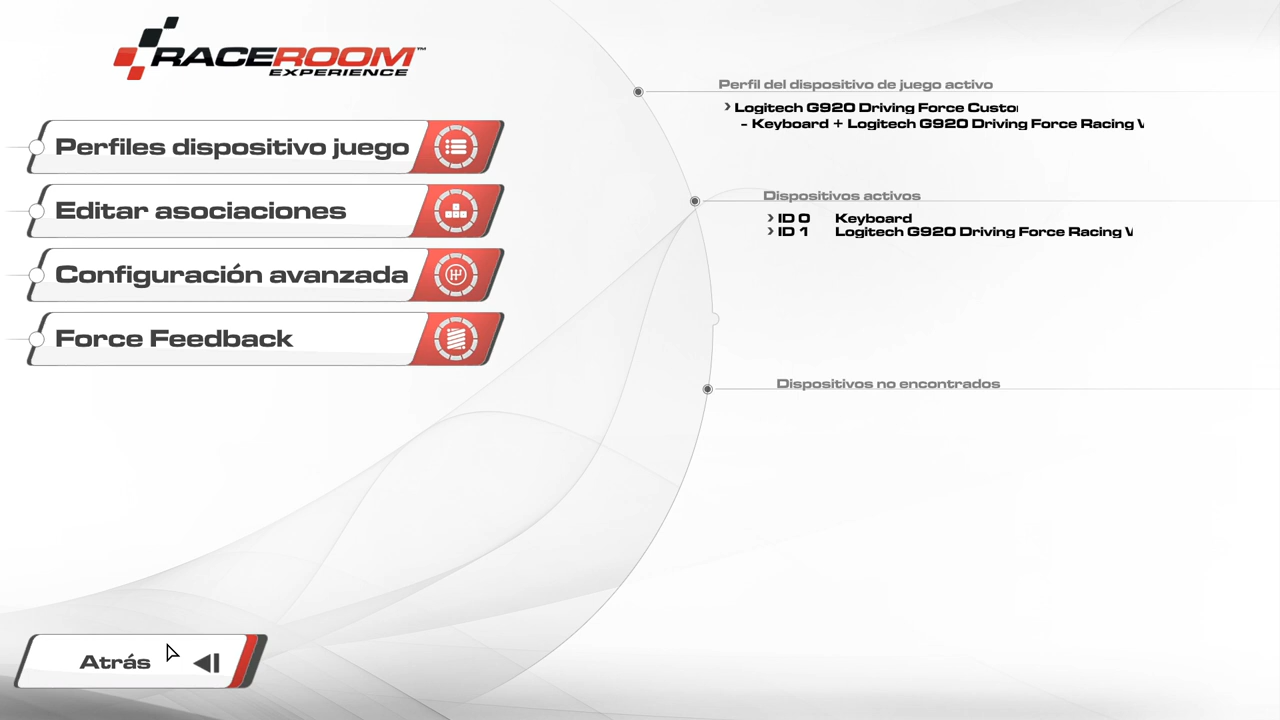 RACEROOM™
EXPERIENCE
Perfiles dispositivo juego
Editar asociaciones
Configuración avanzada
Force Feedback
Atrás
Perfil del dispositivo de juego activo
Logitech G920 Driving Force Custo
- Keyboard + Logitech G920 Driving Force Racing
Dispositivos activos
ID 0 Keyboard
ID 1 Logitech G920 Driving Force Racing
Dispositivos no encontrados